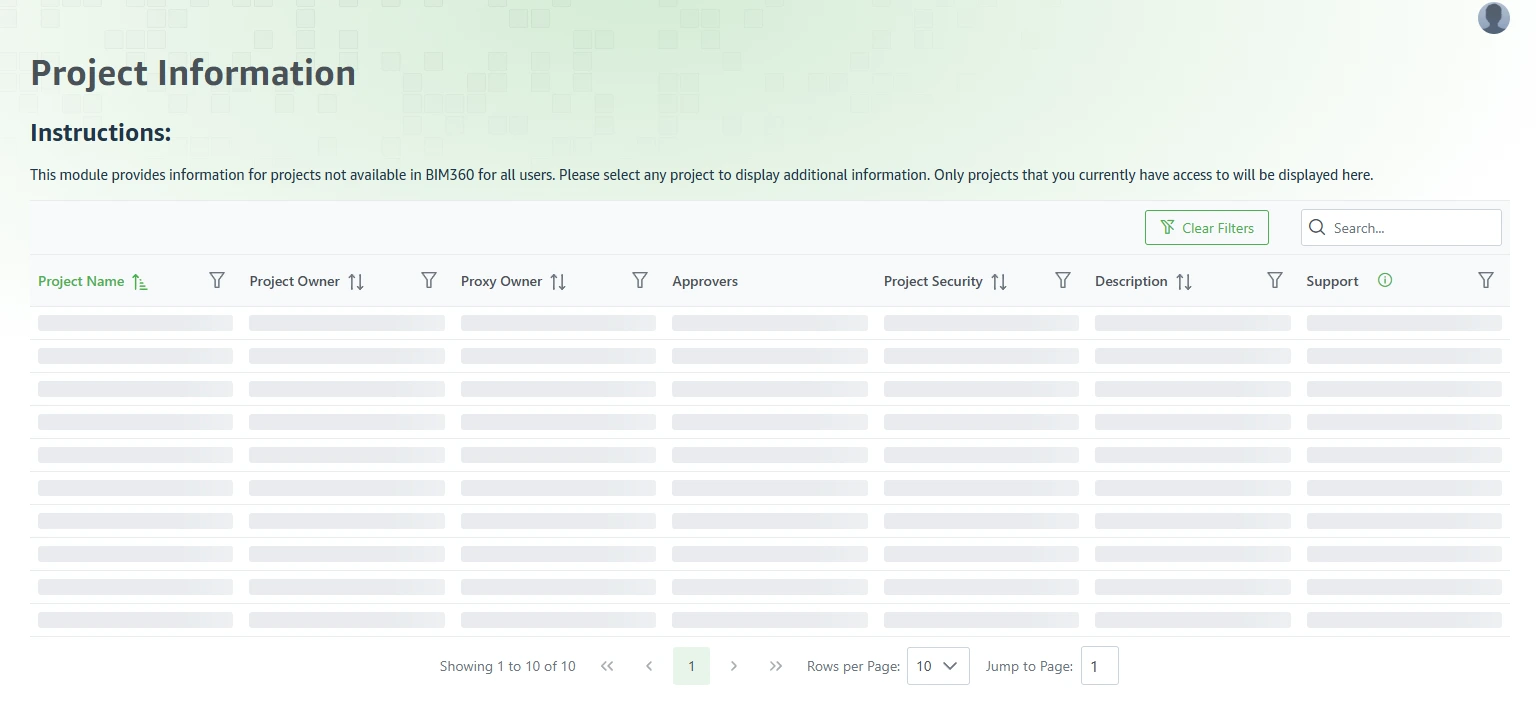 Project Information
Instructions:
This module provides information for projects not available in BIM360 for all users. Please select any project to display additional information. Only projects that you currently have access to will be displayed here.
Clear Filters Search...
Project Name Project Owner Proxy Owner Approvers Project Security Description Support
Showing 1 to 10 of 10 1 Rows per Page: 10 Jump to Page: 1